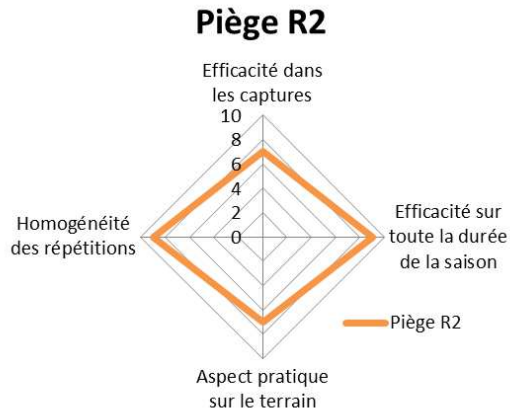 Piège R2
Efficacité dans
les captures
10
8
6
4
2
0
Homogénéité
des répétitions
Efficacité sur
toute la durée
de la saison
Piège R2
Aspect pratique
sur le terrain